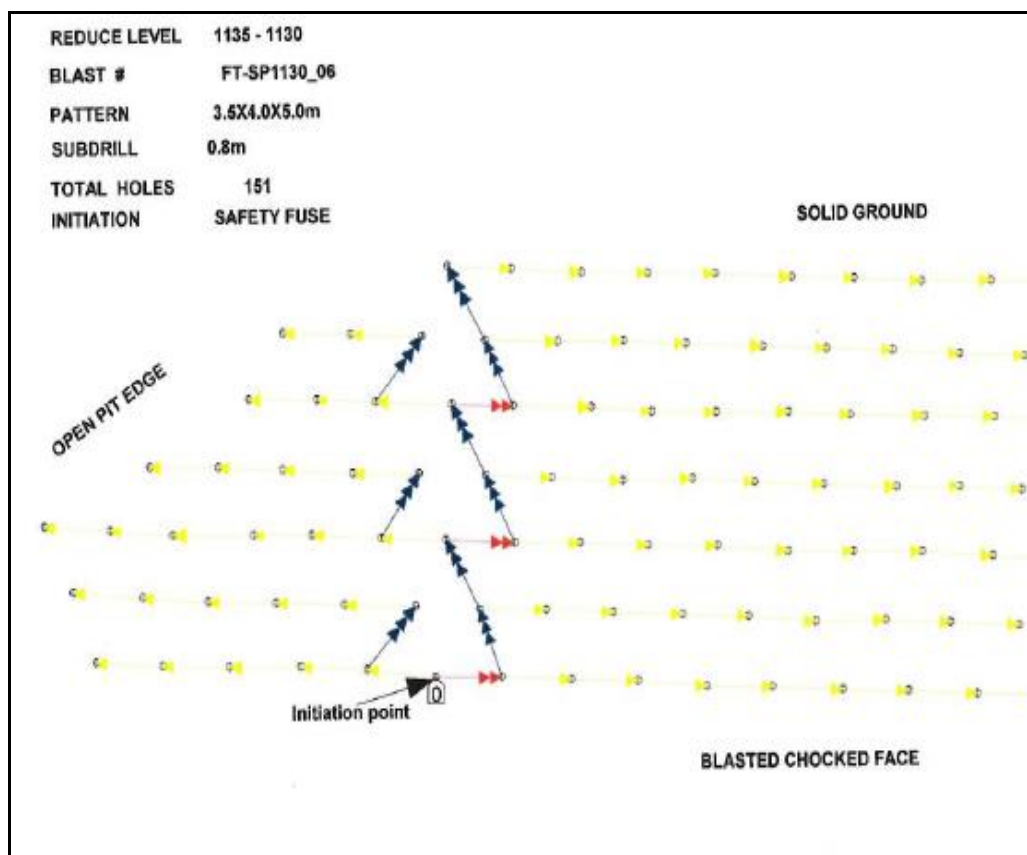 REDUCE LEVEL 1135 - 1130
BLAST # FT-SP1130_06
PATTERN 3.5X4.0X5.0m
SUBDRILL 0.8m
TOTAL HOLES 151
INITIATION SAFETY FUSE
SOLID GROUND
OPEN PIT EDGE
0
Initiation point
BLASTED CHOCKED FACE